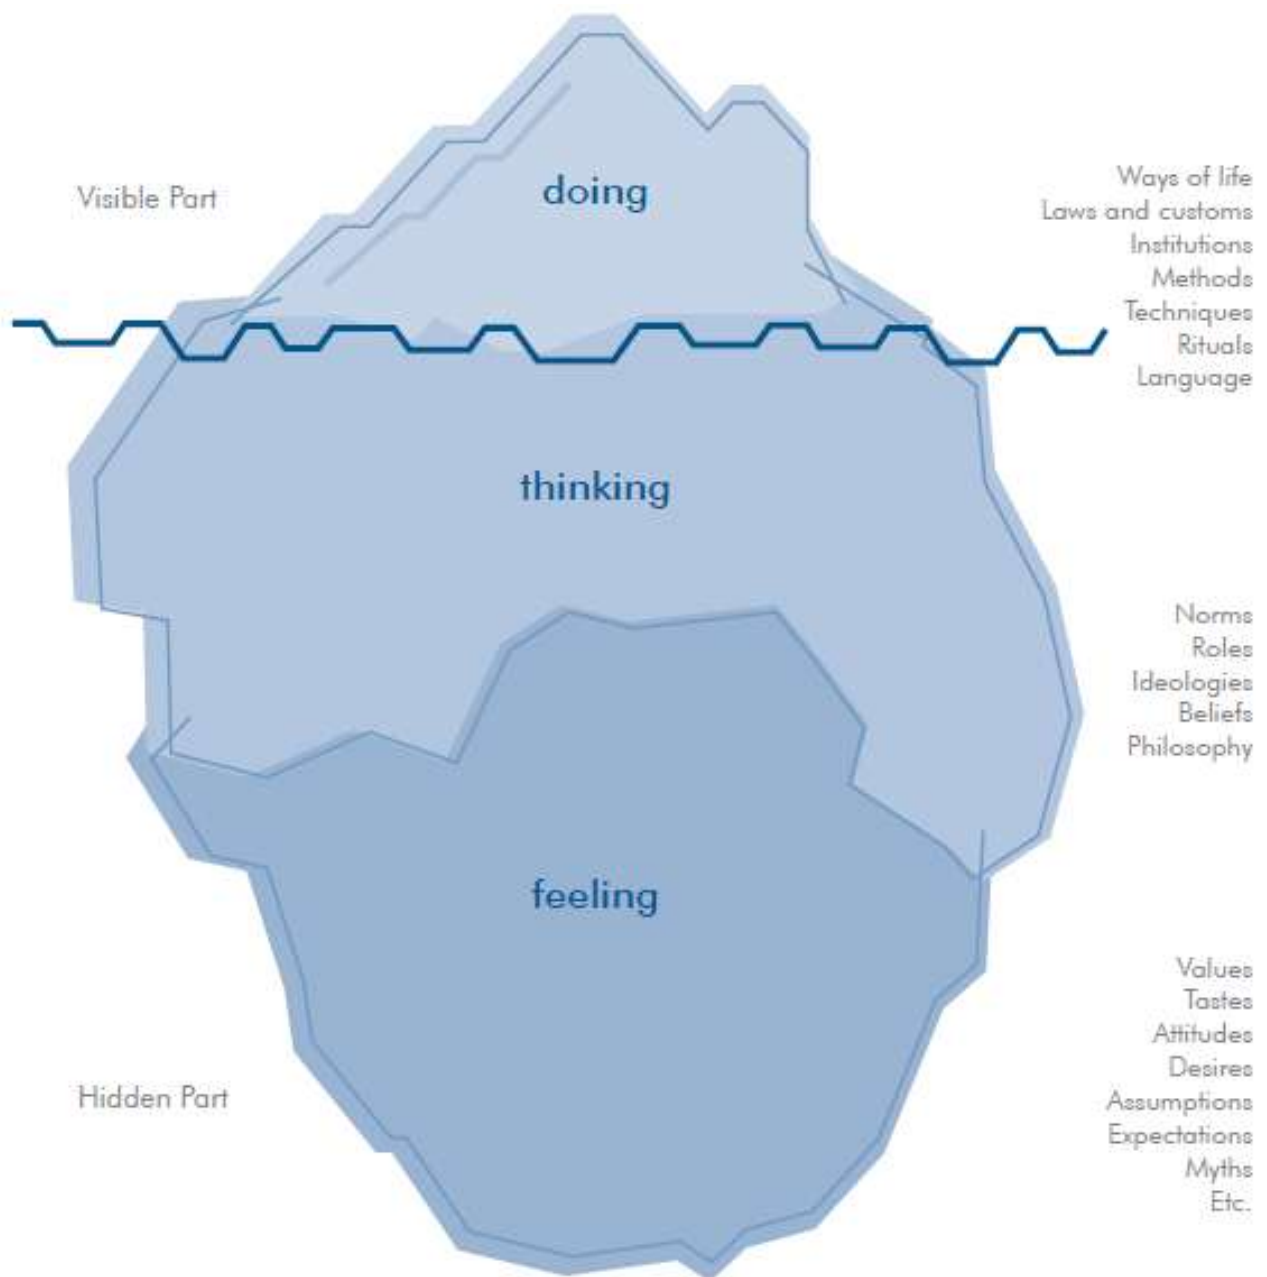 doing
Visible Part
Ways of life
Laws and customs
Institutions
Methods
Techniques
Rituals
Language
thinking
Norms
Roles
Ideologies
Beliefs
Philosophy
feeling
Values
Tastes
Attitudes
Desires
Assumptions
Expectations
Myths
Etc.
Hidden Part